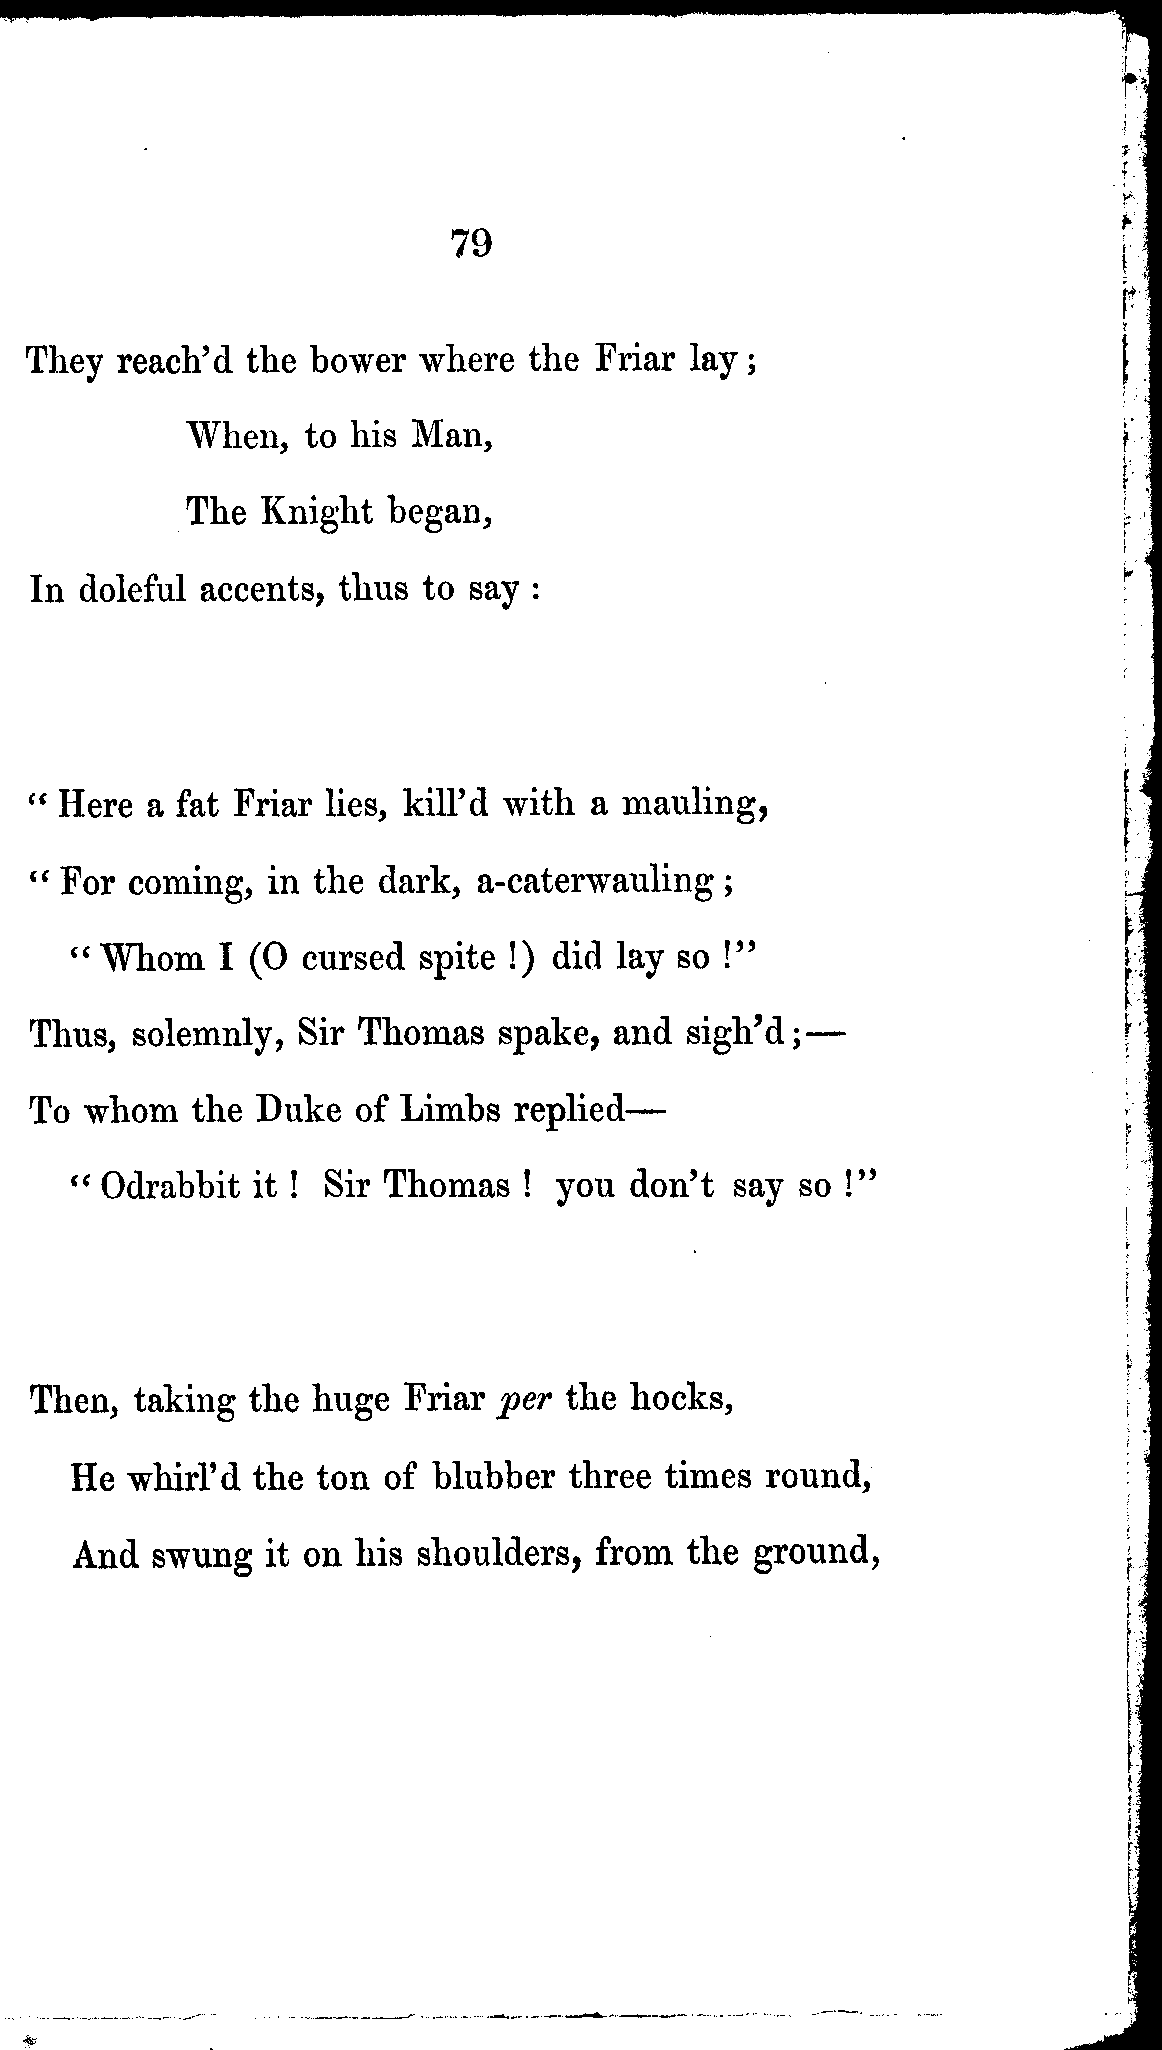 79
They reach'd the bower where the Friar lay;
When, to his Man,
The Knight began,
In doleful accents, thus to say :
“ Here a fat Friar lies, kill'd with a mauling,
“ For coming, in the dark, a-caterwauling ;
“ Whom I (O cursed spite !) did lay so !”
Thus, solemnly, Sir Thomas spake, and sigh'd ;—
To whom the Duke of Limbs replied—
“ Odrabbit it ! Sir Thomas ! you don't say so !”
Then, taking the huge Friar per the hocks,
He whirl'd the ton of blubber three times round,
And swung it on his shoulders, from the ground,